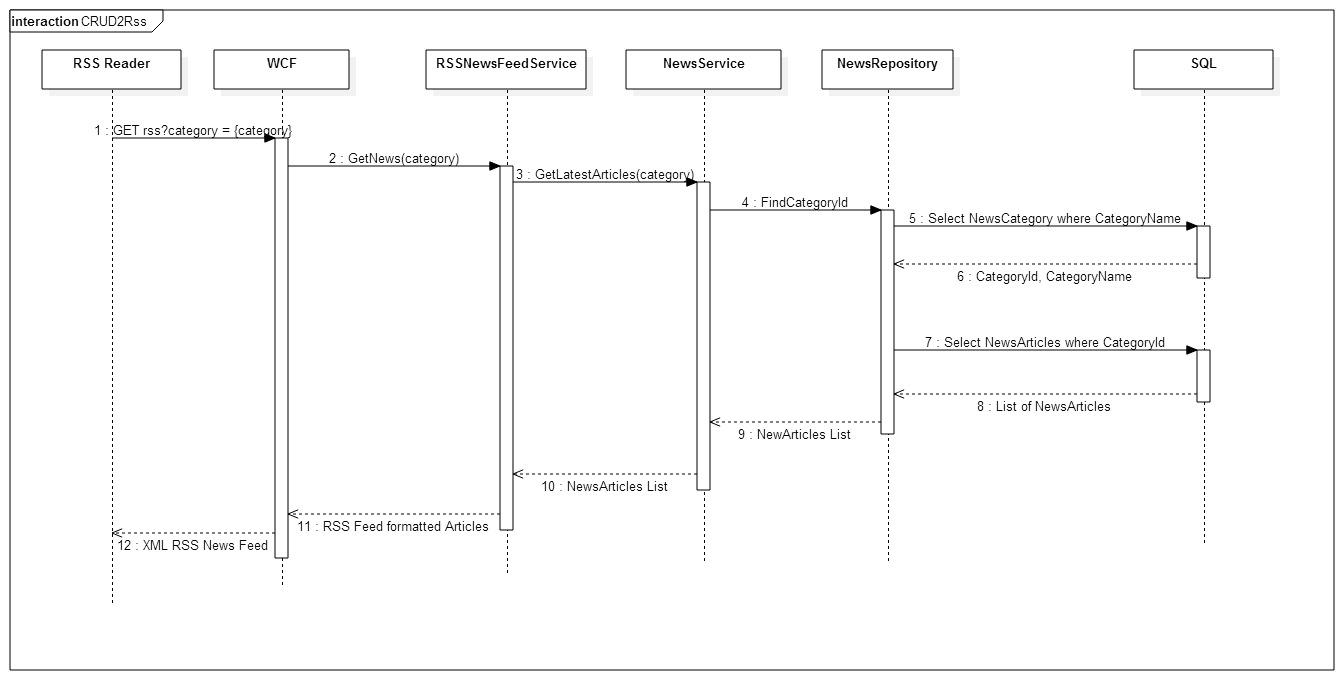 interaction CRUD2Rss
RSS Reader
WCF
RSSNewsFeedService
NewsService
NewsRepository
SQL
1 : GET rss?category = {category}
2 : GetNews(category)
3 : GetLatestArticles(category)
4 : FindCategoryId
5 : Select NewsCategory where CategoryName
6 : CategoryId, CategoryName
7 : Select NewsArticles where CategoryId
8 : List of NewsArticles
9 : NewArticles List
10 : NewsArticles List
11 : RSS Feed formatted Articles
12 : XML RSS News Feed